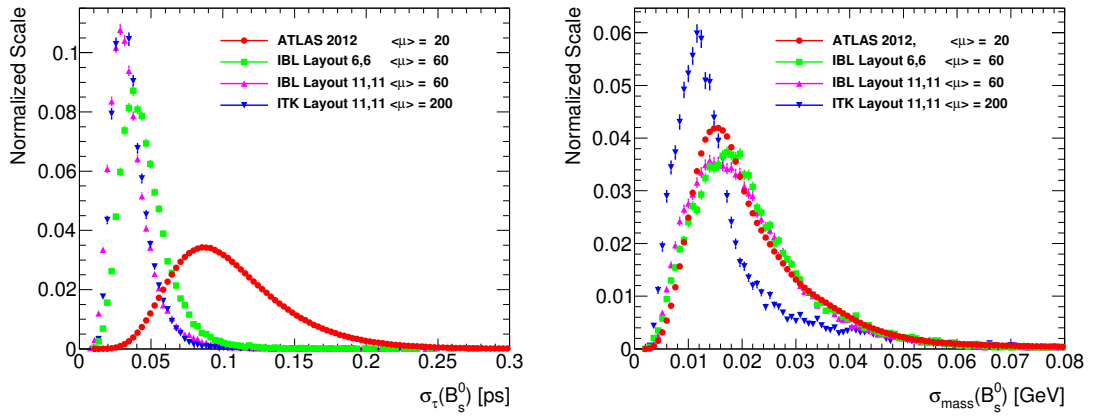 Normalized Scale
0.1
0.08
0.06
0.04
0.02
0
0 0.05 0.1 0.15 0.2 0.25 0.3
στ(B⁰s) [ps]
ATLAS 2012 <μ> = 20
IBL Layout 6,6 <μ> = 60
IBL Layout 11,11 <μ> = 60
ITK Layout 11,11 <μ> = 200
Normalized Scale
0.06
0.05
0.04
0.03
0.02
0.01
0
0 0.01 0.02 0.03 0.04 0.05 0.06 0.07 0.08
σmass(B⁰s) [GeV]
ATLAS 2012, <μ> = 20
IBL Layout 6,6 <μ> = 60
IBL Layout 11,11 <μ> = 60
ITK Layout 11,11 <μ> = 200